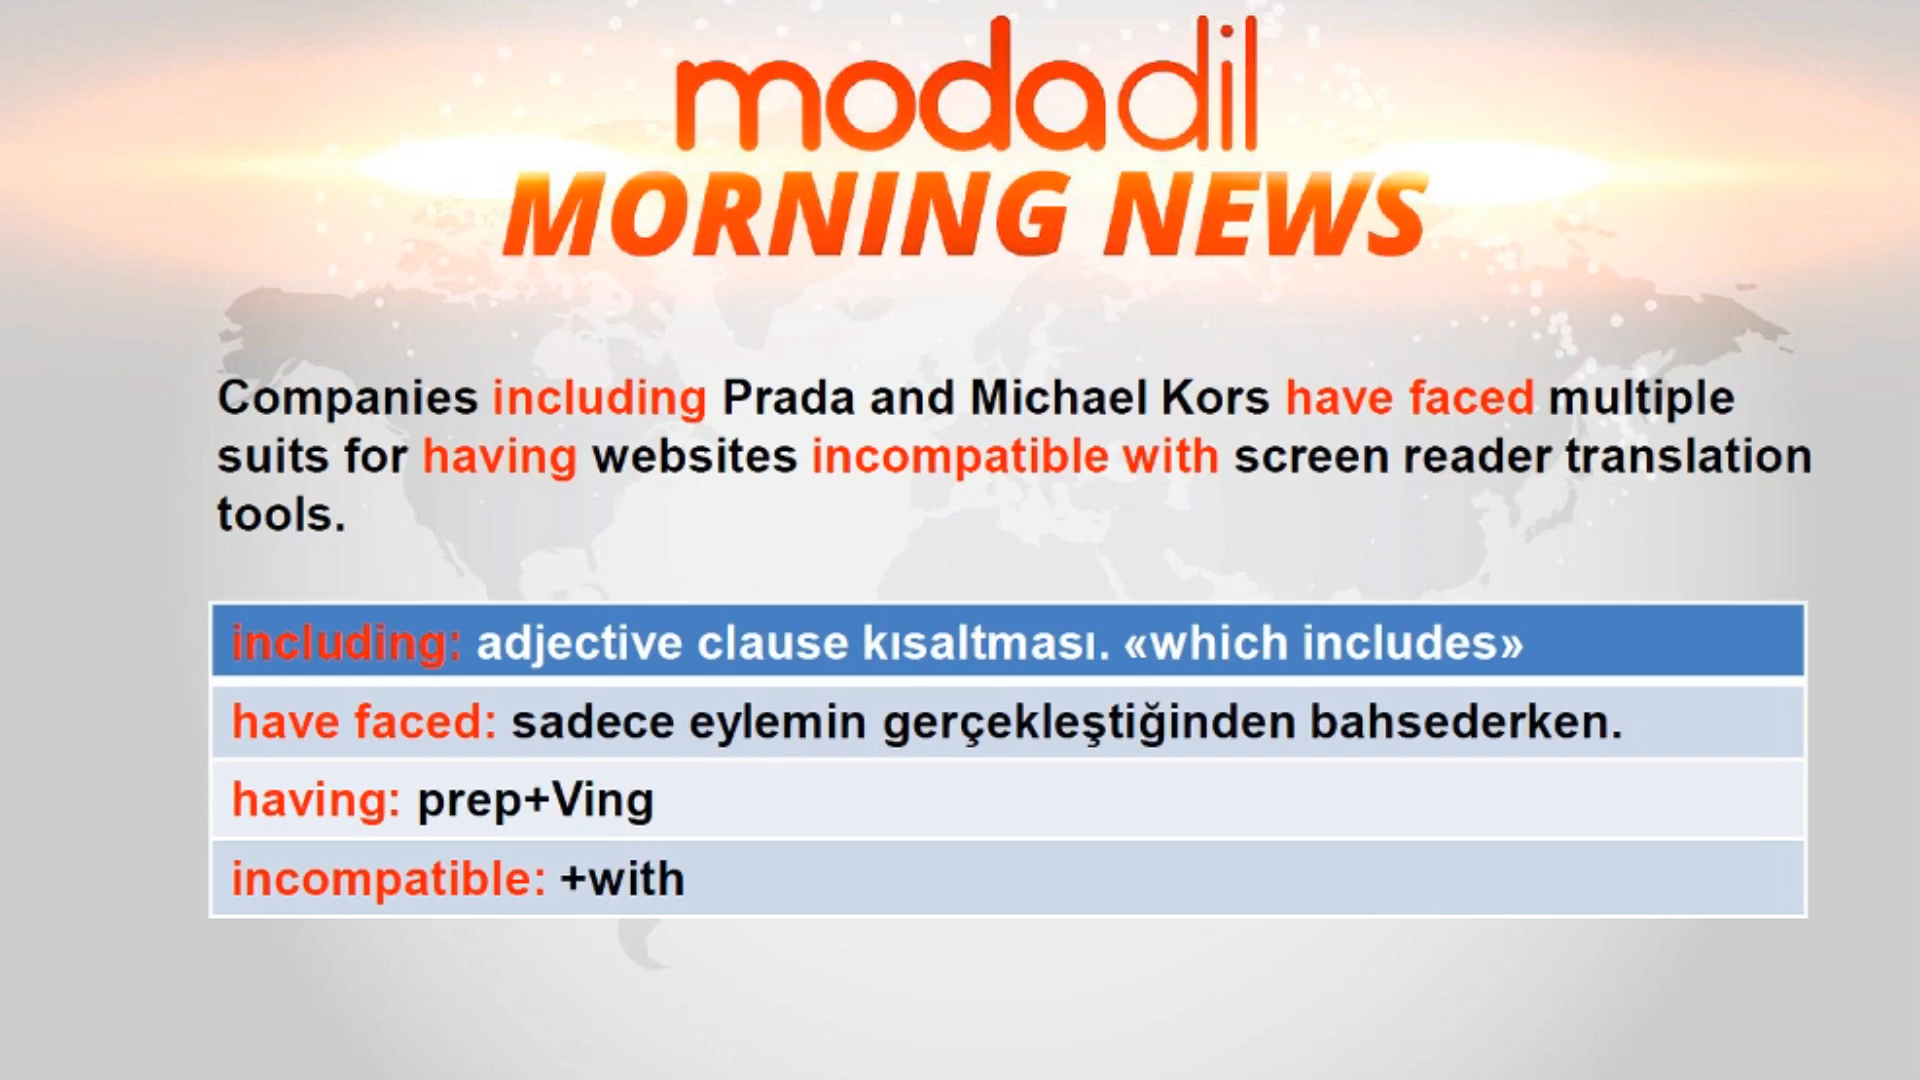 modadil
MORNING NEWS
Companies including Prada and Michael Kors have faced multiple
suits for having websites incompatible with screen reader translation
tools.
including: adjective clause kısaltması. «which includes»
have faced: sadece eylemin gerçekleştiğinden bahsederken.
having: prep+Ving
incompatible: +with